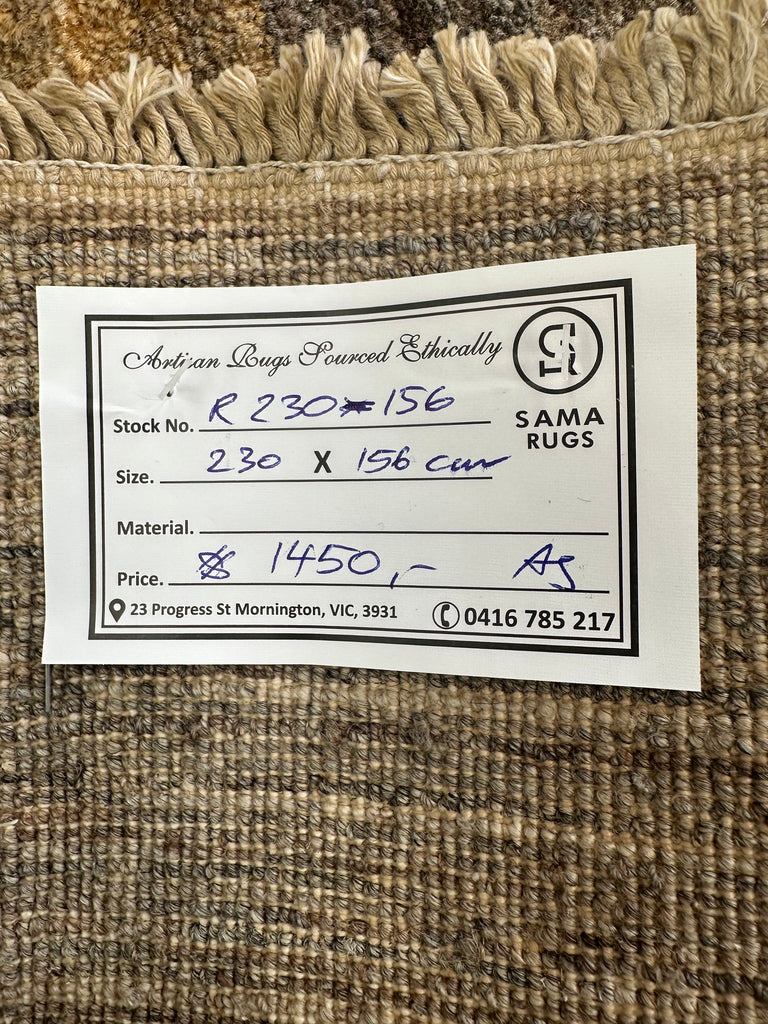 Artisan Rugs Sourced Ethically
SAMA
RUGS
Stock No. R 230-156
Size. 230 X 156 cm
Material.
Price. $ 1450,-
23 Progress St Mornington, VIC, 3931
0416 785 217